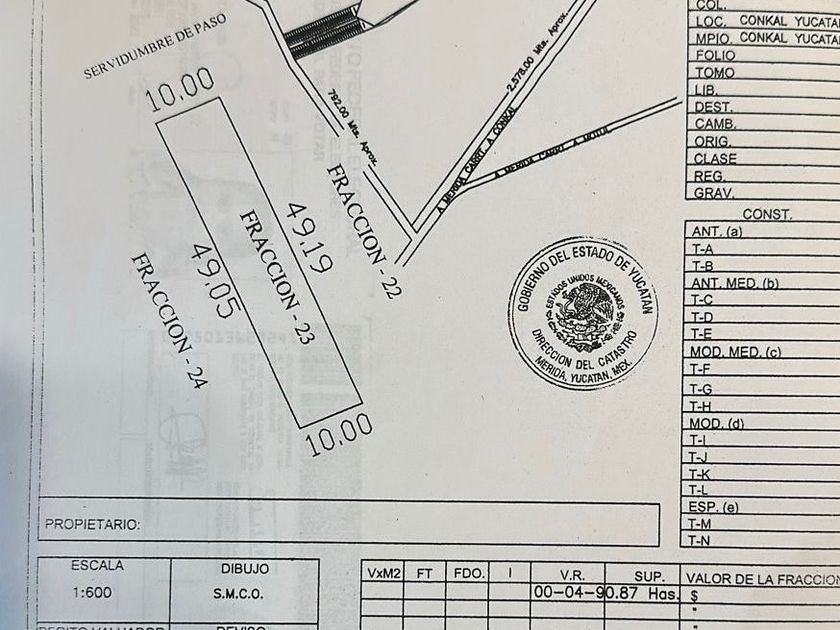 SERVIDUMBRE DE PASO
10.00
792.00 Mts. Aprox.
2,578.00 Mts. Aprox.
A MERIDA CARRT. A CONKAL
A MERIDA CARRT. A MOTUL
FRACCION - 22
49.19
FRACCION - 23
49.05
FRACCION - 24
10.00
GOBIERNO DEL ESTADO DE YUCATAN
ESTADOS UNIDOS MEXICANOS
DIRECCION DEL CATASTRO
MERIDA, YUCATAN, MEX.
COL.
LOC. CONKAL YUCATA
MPIO. CONKAL YUCATA
FOLIO
TOMO
LIB.
DEST.
CAMB.
ORIG.
CLASE
REG.
GRAV.
CONST.
ANT. (a)
T-A
T-B
ANT. MED. (b)
T-C
T-D
T-E
MOD. MED. (c)
T-F
T-G
T-H
MOD. (d)
T-I
T-J
T-K
T-L
ESP. (e)
T-M
T-N
PROPIETARIO:
ESCALA DIBUJO
1:600 S.M.C.O.
VxM2 FT FDO. I V.R. SUP. VALOR DE LA FRACCION
00-04-90.87 Has. $
"
"